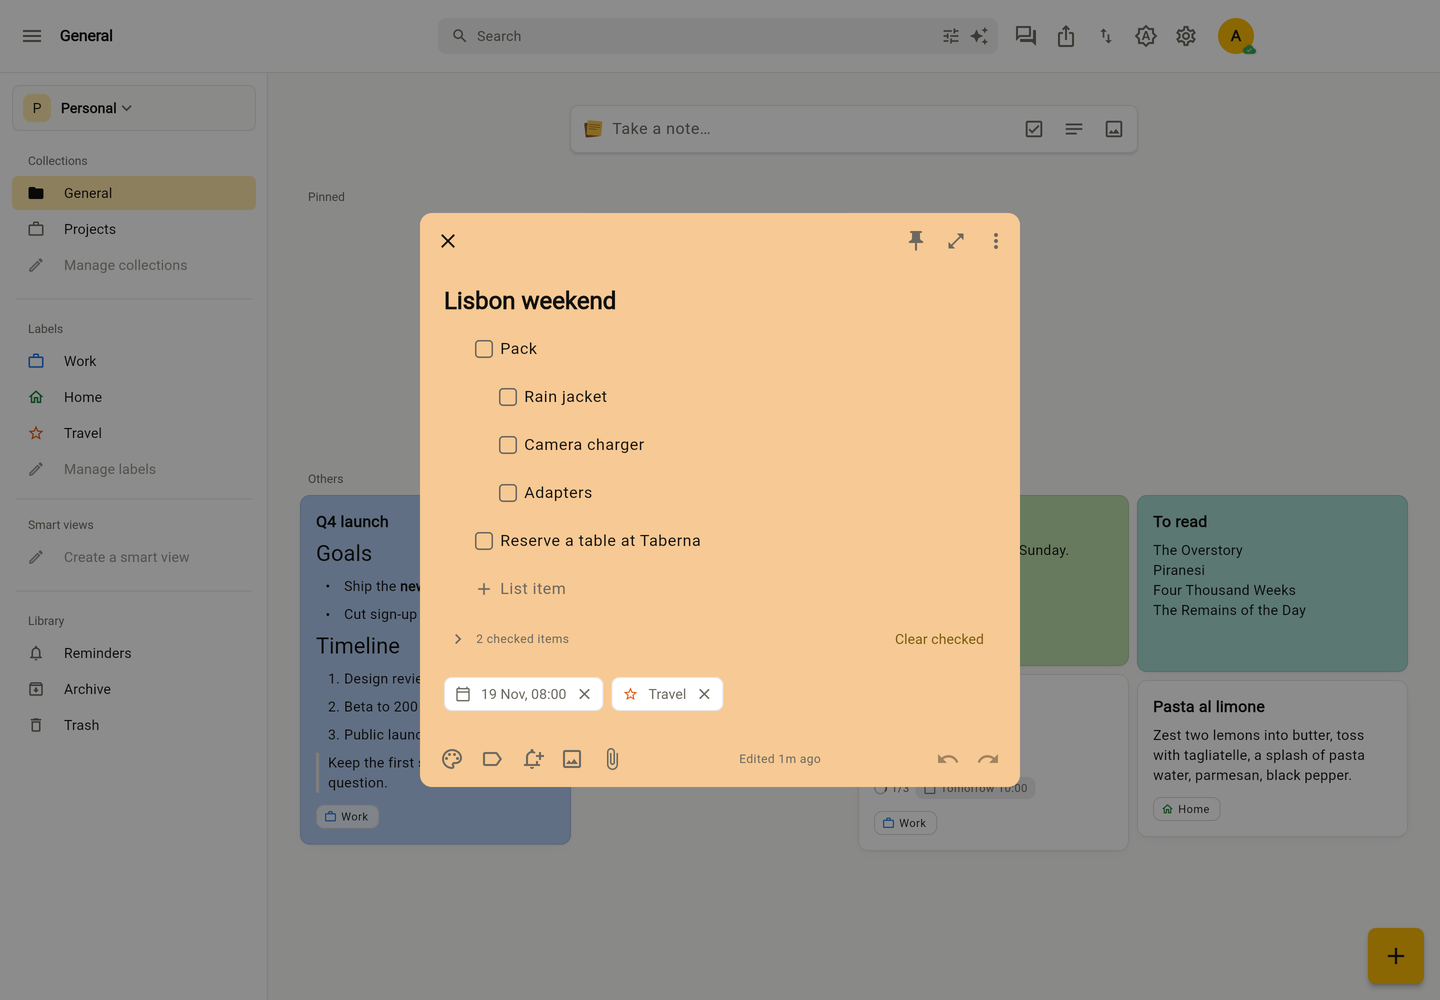 General
Search
A
P
Personal
Take a note...
Collections
General
Projects
Manage collections
Pinned
Labels
Work
Home
Travel
Manage labels
Smart views
Create a smart view
Library
Reminders
Archive
Trash
Lisbon weekend
Pack
Rain jacket
Camera charger
Adapters
Reserve a table at Taberna
List item
2 checked items
Clear checked
19 Nov, 08:00
Travel
Edited 1m ago
Others
Q4 launch
Goals
• Ship the
• Cut sign-up
Timeline
1. Design
2. Beta to 200
3. Public
Keep the first
question.
Work
Sunday.
1/3
Tomorrow 10:00
Work
To read
The Overstory
Piranesi
Four Thousand Weeks
The Remains of the Day
Pasta al limone
Zest two lemons into butter, toss
with tagliatelle, a splash of pasta
water, parmesan, black pepper.
Home